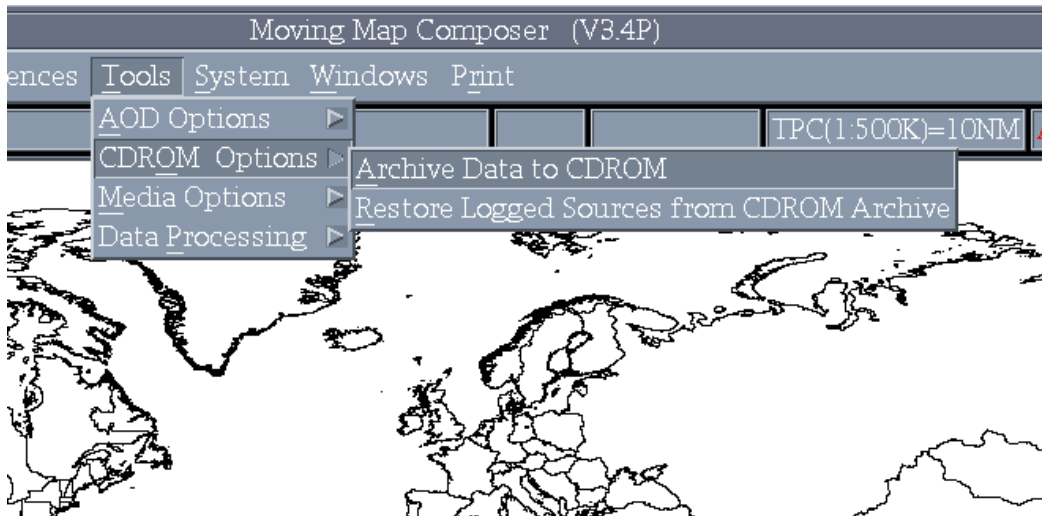 Moving Map Composer (V3.4P)
ences Tools System Windows Print
AOD Options
TPC(1:500K)=10NM
CDROM Options
Archive Data to CDROM
Media Options
Restore Logged Sources from CDROM Archive
Data Processing